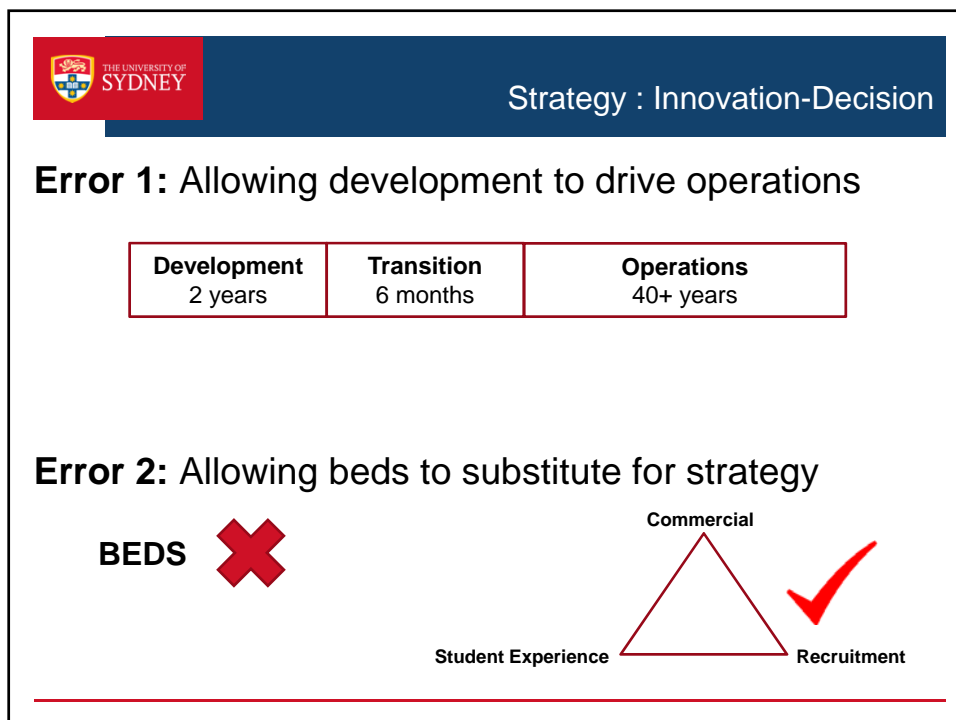 THE UNIVERSITY OF
SYDNEY
Strategy : Innovation-Decision
Error 1: Allowing development to drive operations
Development Transition Operations
2 years 6 months 40+ years
Error 2: Allowing beds to substitute for strategy
Commercial
BEDS
Student Experience Recruitment